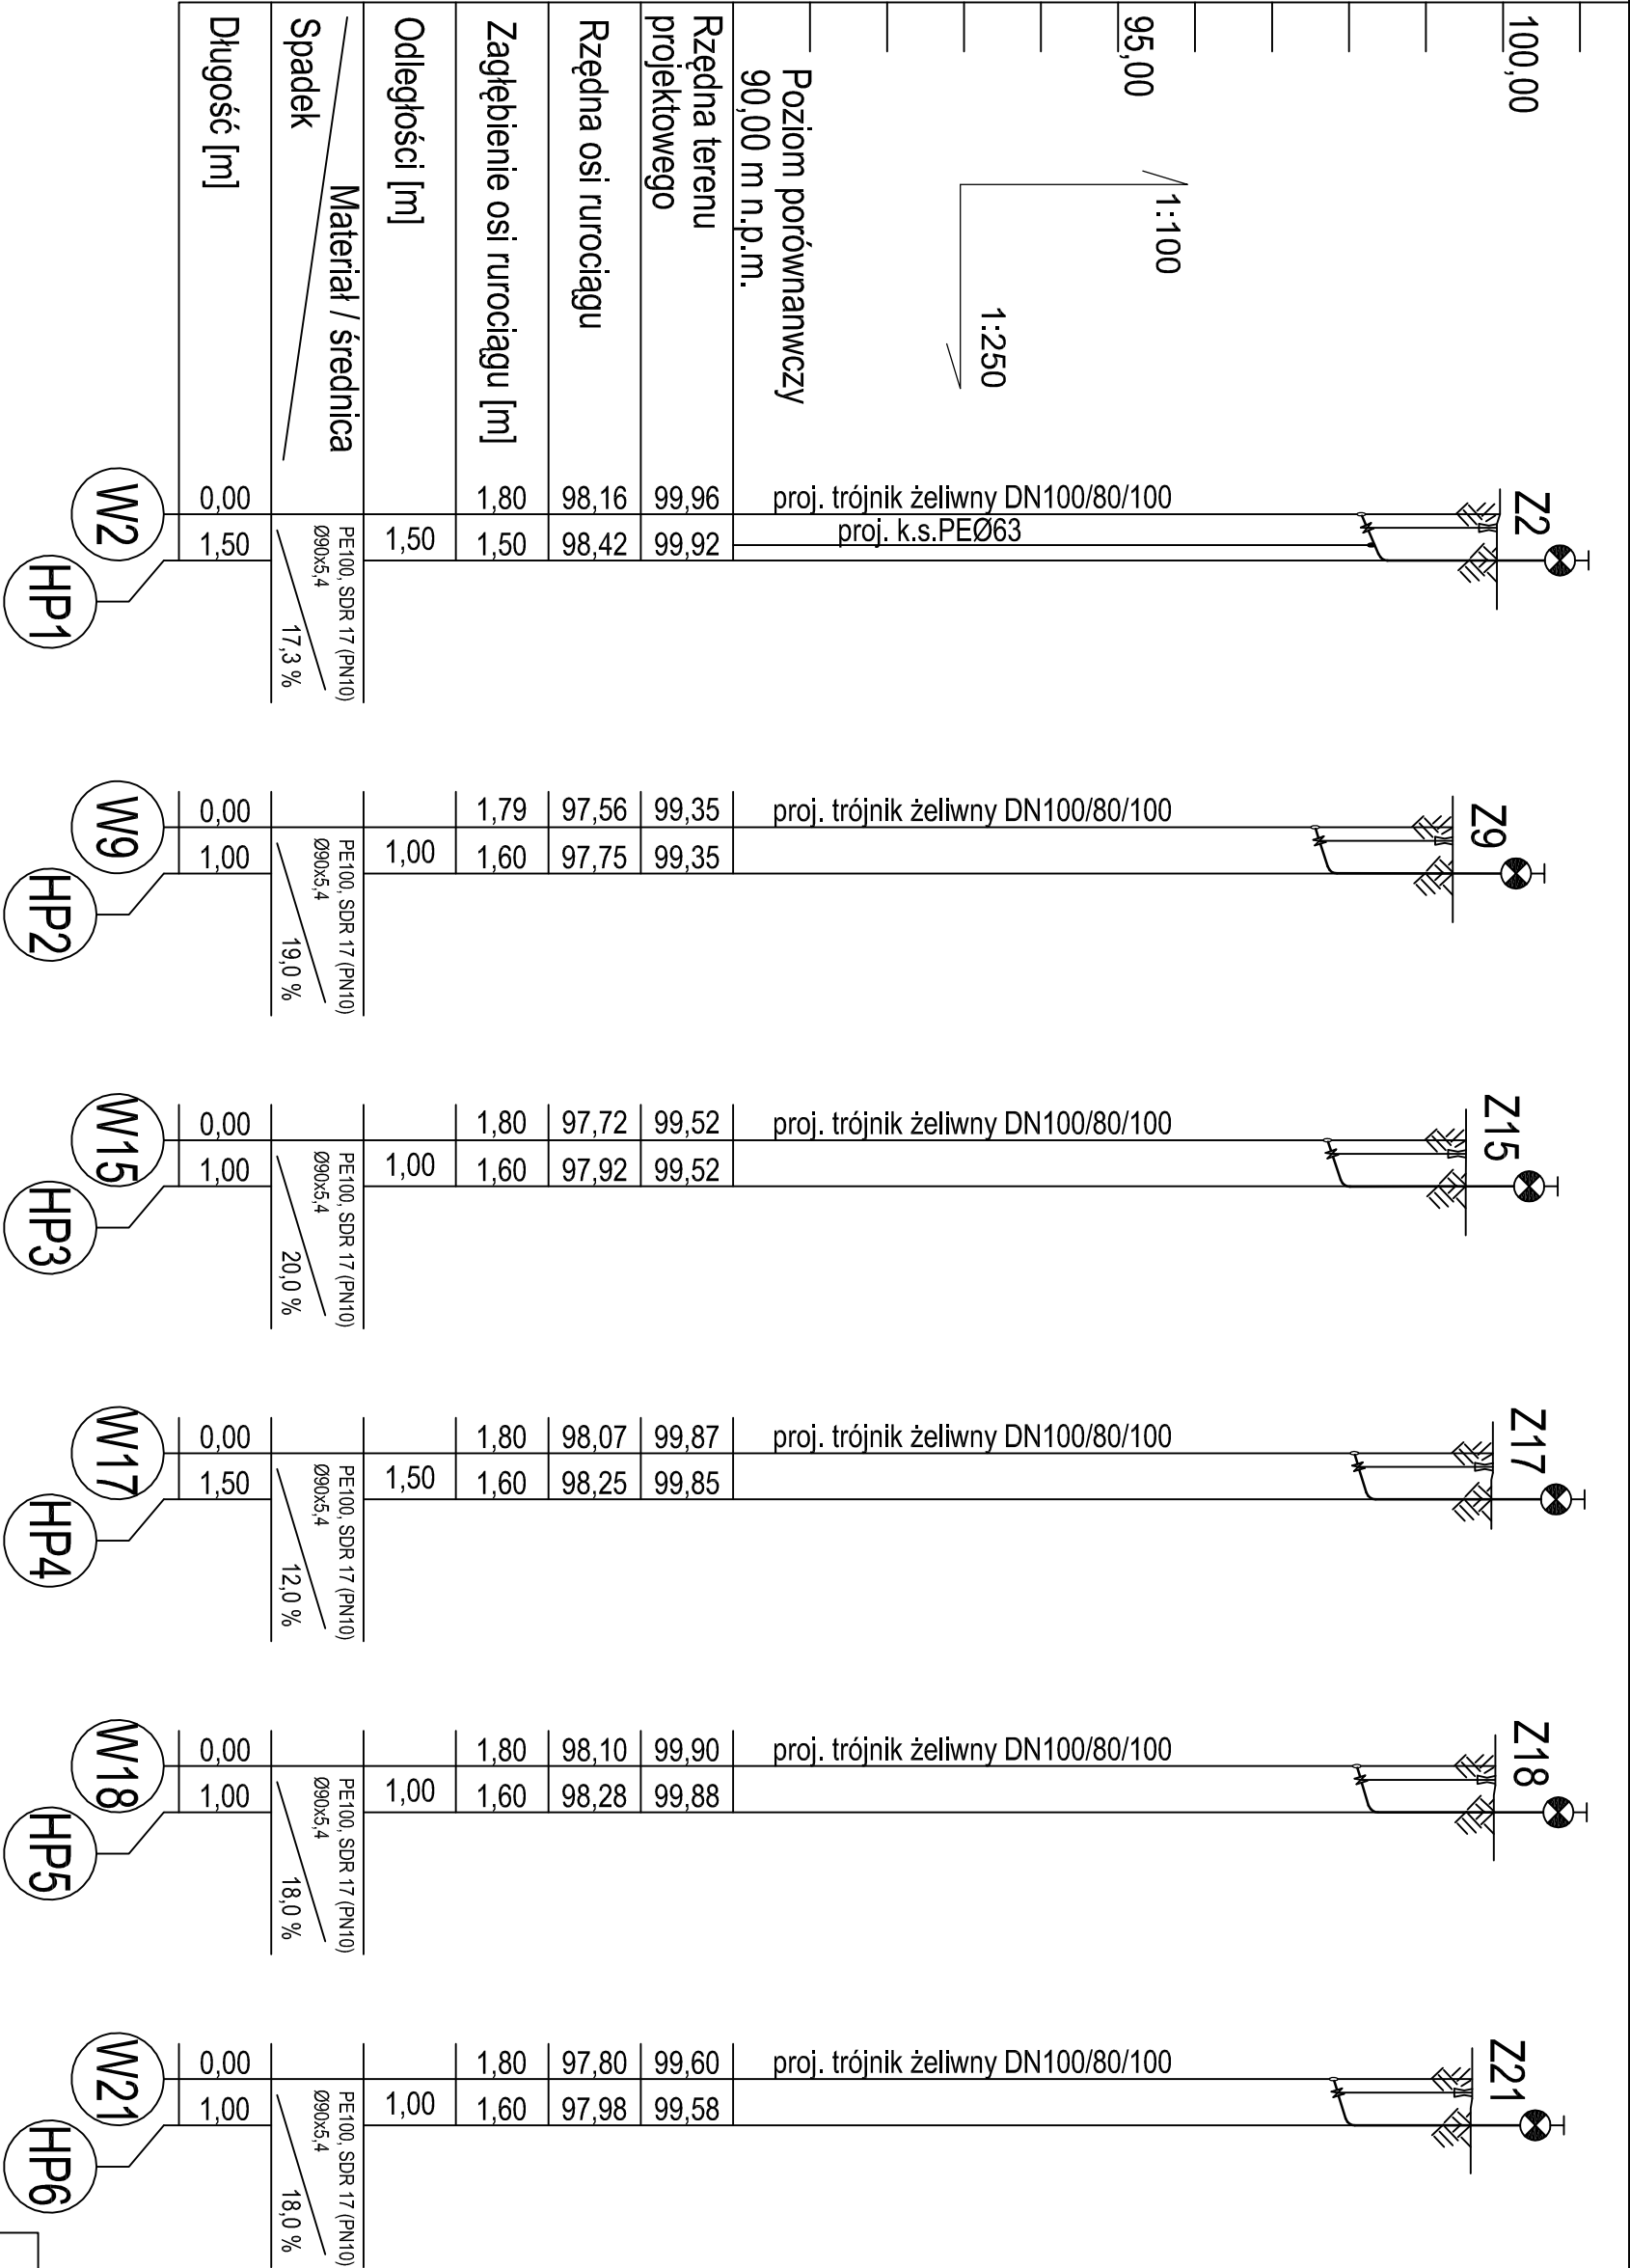 100,00
95,00
1:100
1:250
Poziom porównanwczy
90,00 m n.p.m.
Rzędna terenu
projektowego
Rzędna osi rurociągu
Zagłębienie osi rurociągu [m]
Odległości [m]
Materiał / średnica
Spadek
Długość [m]
Z2
proj. trójnik żeliwny DN100/80/100
proj. k.s.PEØ63
99,96 99,92
98,16 98,42
1,80 1,50
1,50
PE100, SDR 17 (PN10)
Ø90x5,4
17,3 %
0,00 1,50
W2
HP1
Z9
proj. trójnik żeliwny DN100/80/100
99,35 99,35
97,56 97,75
1,79 1,60
1,00
PE100, SDR 17 (PN10)
Ø90x5,4
19,0 %
0,00 1,00
W9
HP2
Z15
proj. trójnik żeliwny DN100/80/100
99,52 99,52
97,72 97,92
1,80 1,60
1,00
PE100, SDR 17 (PN10)
Ø90x5,4
20,0 %
0,00 1,00
W15
HP3
Z17
proj. trójnik żeliwny DN100/80/100
99,87 99,85
98,07 98,25
1,80 1,60
1,50
PE100, SDR 17 (PN10)
Ø90x5,4
12,0 %
0,00 1,50
W17
HP4
Z18
proj. trójnik żeliwny DN100/80/100
99,90 99,88
98,10 98,28
1,80 1,60
1,00
PE100, SDR 17 (PN10)
Ø90x5,4
18,0 %
0,00 1,00
W18
HP5
Z21
proj. trójnik żeliwny DN100/80/100
99,60 99,58
97,80 97,98
1,80 1,60
1,00
PE100, SDR 17 (PN10)
Ø90x5,4
18,0 %
0,00 1,00
W21
HP6